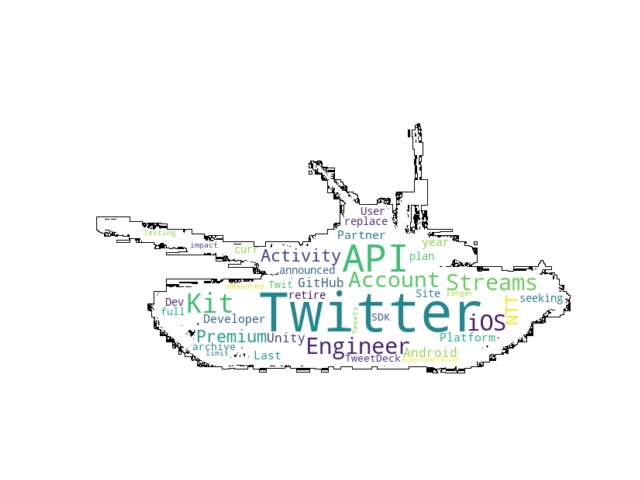 User
replace
Testing
Partner
impact
curl
year
Activity
API
plan
announced
Account
Streams
Twit
GitHub
measured
retire
Site
longer
seeking
Dev
Kit
Twitter
iOS
NTT
full
Developer
Tweets
SDK
Premium
Unity
Engineer
Platform
archive
limit
Last
TweetDeck
Android